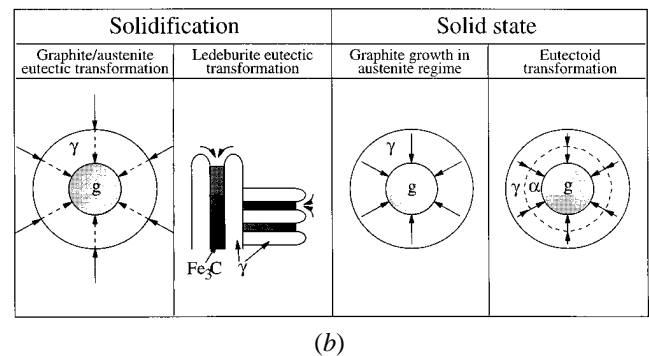 Solidification
Solid state
Graphite/austenite
eutectic transformation
Ledeburite eutectic
transformation
Graphite growth in
austenite regime
Eutectoid
transformation
γ
g
Fe₃C
γ
γ
g
γ
α
g
(b)